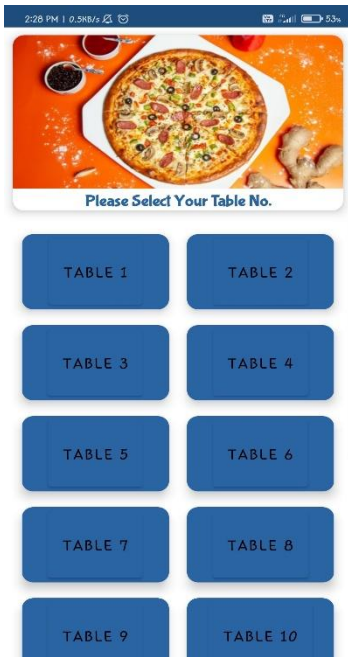 2:28 PM | 0.5KB/s 53%
Please Select Your Table No.
TABLE 1 TABLE 2
TABLE 3 TABLE 4
TABLE 5 TABLE 6
TABLE 7 TABLE 8
TABLE 9 TABLE 10